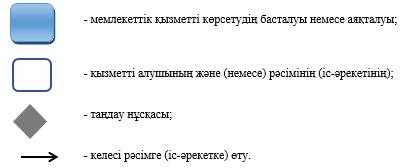 - мемлекеттік қызметті көрсетудің басталуы немесе аяқталуы;
- қызметті алушының және (немесе) рәсімінің (іс-әрекетінің);
- таңдау нұсқасы;
- келесі рәсімге (іс-әрекетке) өту.